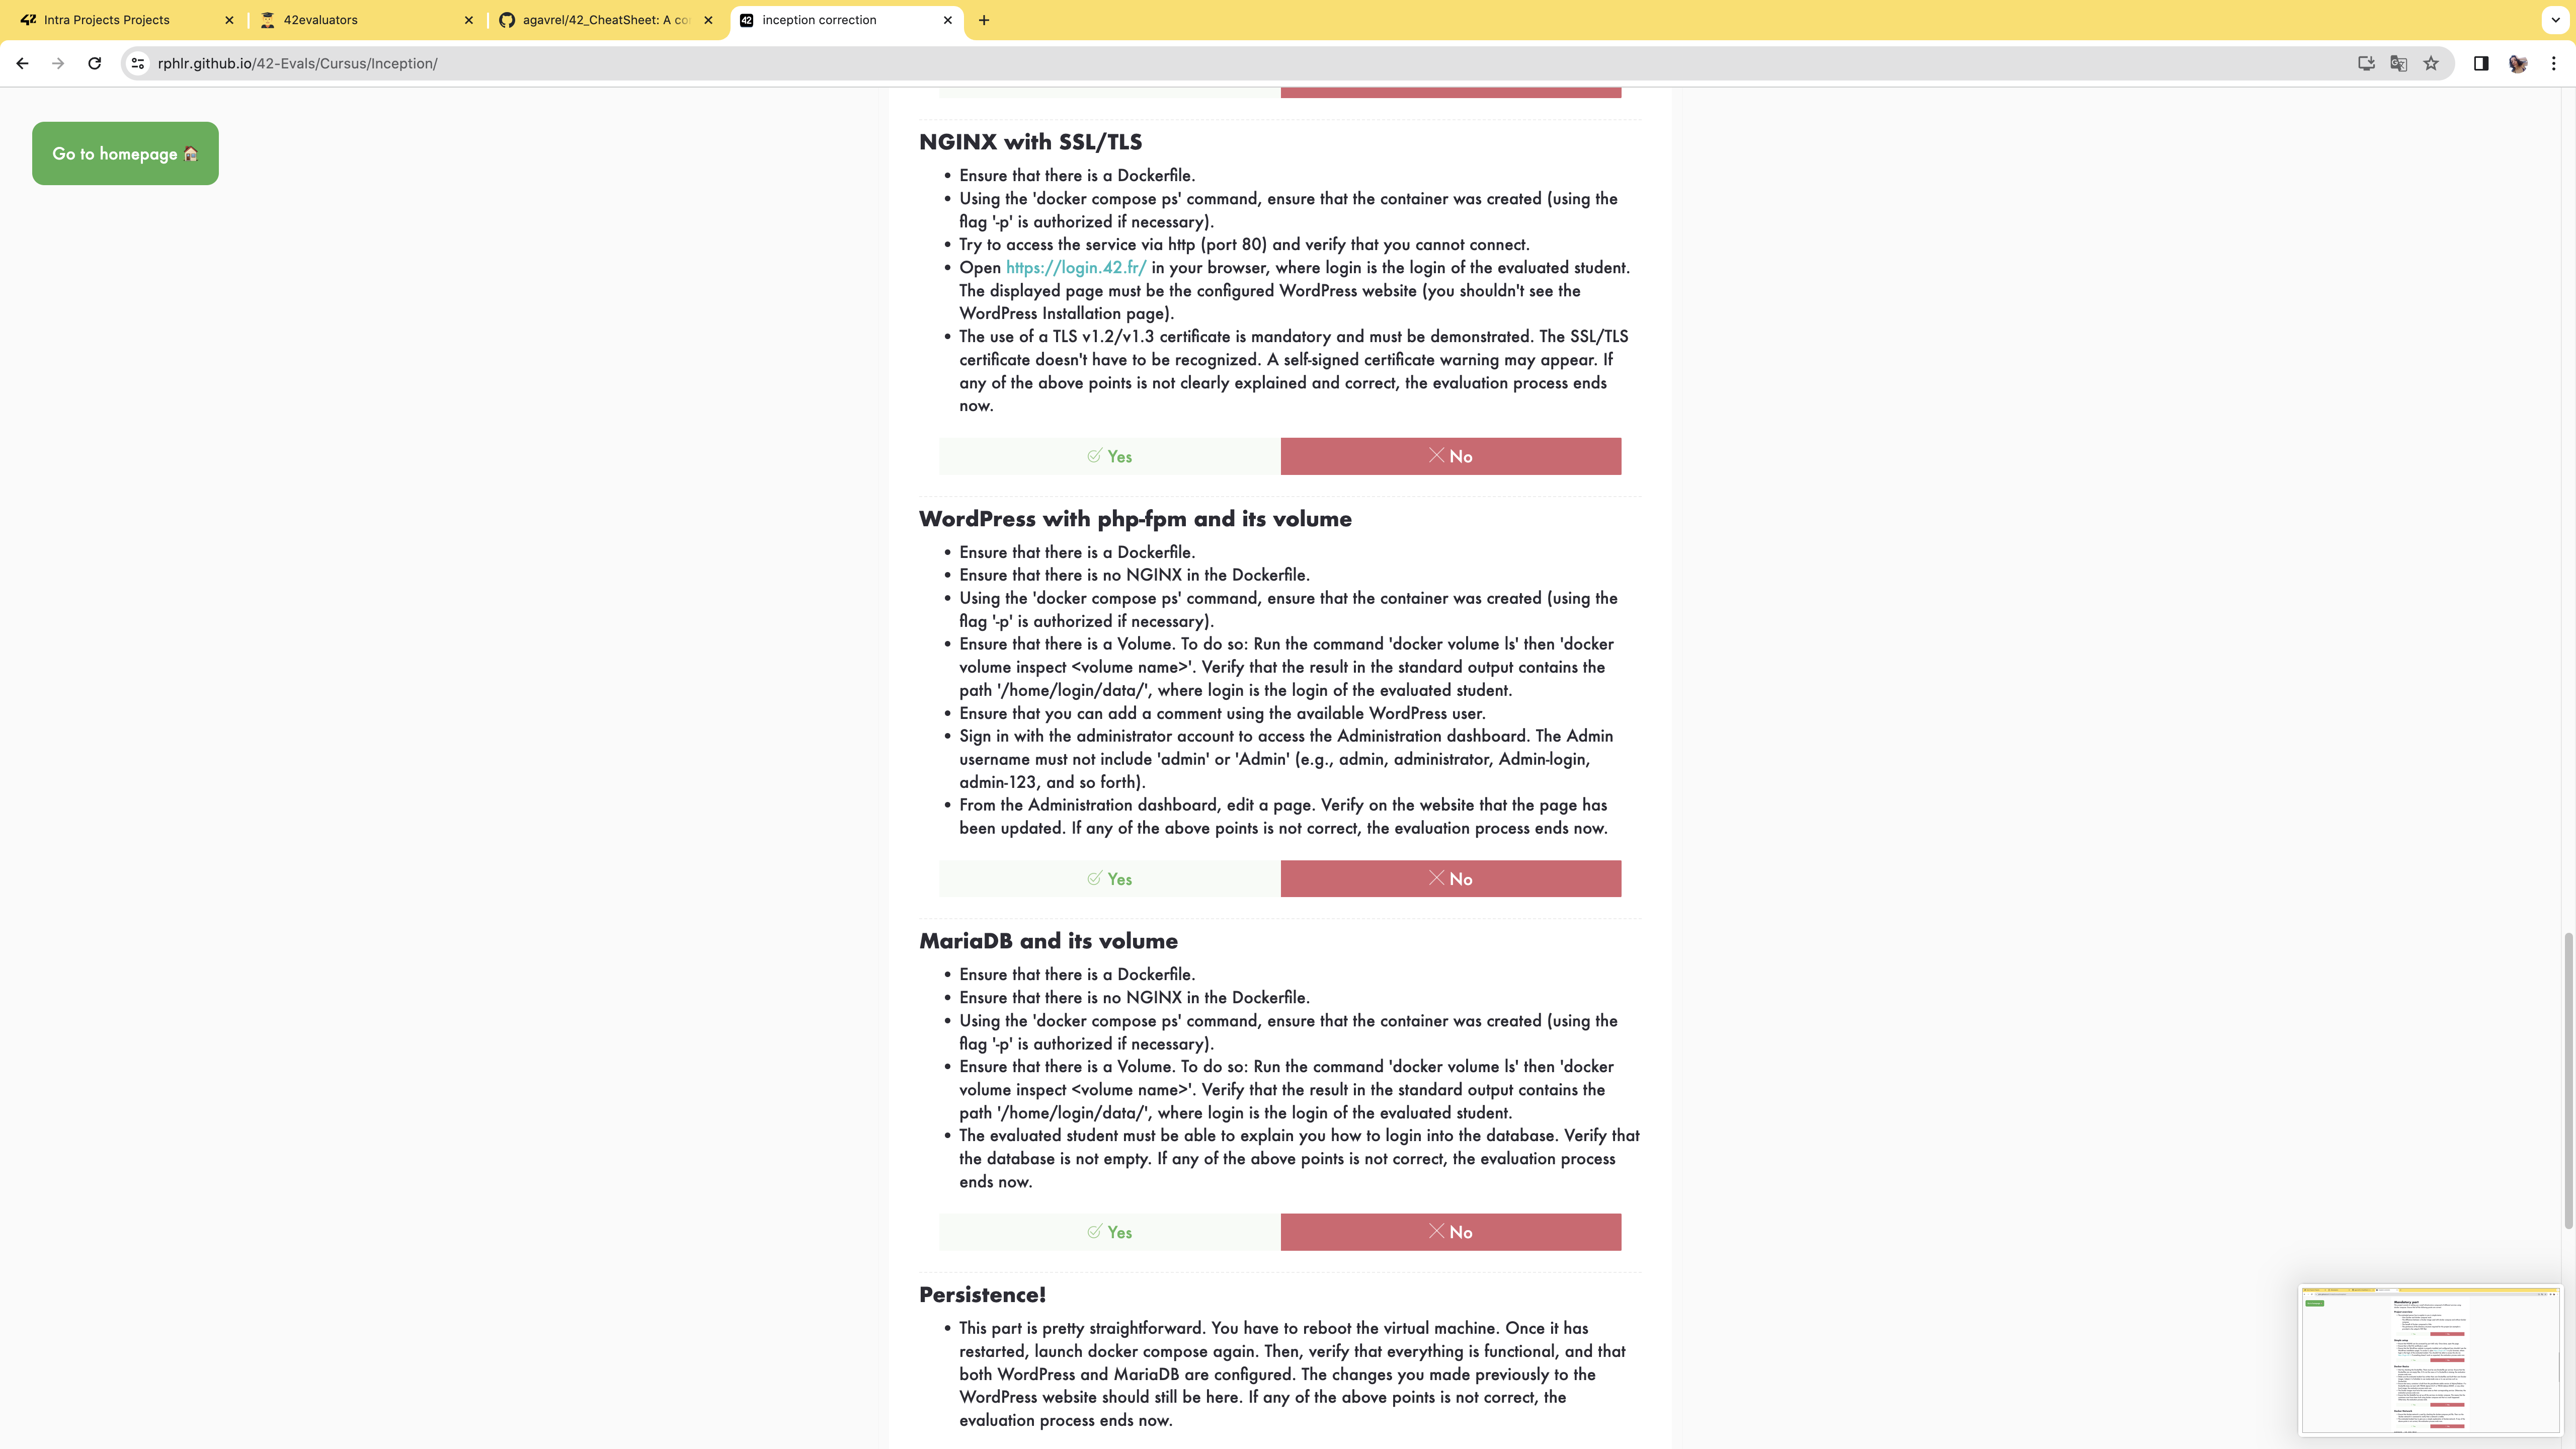 Intra Projects Projects
42evaluators
agavrel/42_CheatSheet: A co
inception correction
rphlr.github.io/42-Evals/Cursus/Inception/
Go to homepage
NGINX with SSL/TLS
• Ensure that there is a Dockerfile.
• Using the 'docker compose ps' command, ensure that the container was created (using the
flag '-p' is authorized if necessary).
• Try to access the service via http (port 80) and verify that you cannot connect.
• Open https://login.42.fr/ in your browser, where login is the login of the evaluated student.
The displayed page must be the configured WordPress website (you shouldn't see the
WordPress Installation page).
• The use of a TLS v1.2/v1.3 certificate is mandatory and must be demonstrated. The SSL/TLS
certificate doesn't have to be recognized. A self-signed certificate warning may appear. If
any of the above points is not clearly explained and correct, the evaluation process ends
now.
Yes
No
WordPress with php-fpm and its volume
• Ensure that there is a Dockerfile.
• Ensure that there is no NGINX in the Dockerfile.
• Using the 'docker compose ps' command, ensure that the container was created (using the
flag '-p' is authorized if necessary).
• Ensure that there is a Volume. To do so: Run the command 'docker volume ls' then 'docker
volume inspect <volume name>'. Verify that the result in the standard output contains the
path '/home/login/data/', where login is the login of the evaluated student.
• Ensure that you can add a comment using the available WordPress user.
• Sign in with the administrator account to access the Administration dashboard. The Admin
username must not include 'admin' or 'Admin' (e.g., admin, administrator, Admin-login,
admin-123, and so forth).
• From the Administration dashboard, edit a page. Verify on the website that the page has
been updated. If any of the above points is not correct, the evaluation process ends now.
Yes
No
MariaDB and its volume
• Ensure that there is a Dockerfile.
• Ensure that there is no NGINX in the Dockerfile.
• Using the 'docker compose ps' command, ensure that the container was created (using the
flag '-p' is authorized if necessary).
• Ensure that there is a Volume. To do so: Run the command 'docker volume ls' then 'docker
volume inspect <volume name>'. Verify that the result in the standard output contains the
path '/home/login/data/', where login is the login of the evaluated student.
• The evaluated student must be able to explain you how to login into the database. Verify that
the database is not empty. If any of the above points is not correct, the evaluation process
ends now.
Yes
No
Persistence!
• This part is pretty straightforward. You have to reboot the virtual machine. Once it has
restarted, launch docker compose again. Then, verify that everything is functional, and that
both WordPress and MariaDB are configured. The changes you made previously to the
WordPress website should still be here. If any of the above points is not correct, the
evaluation process ends now.